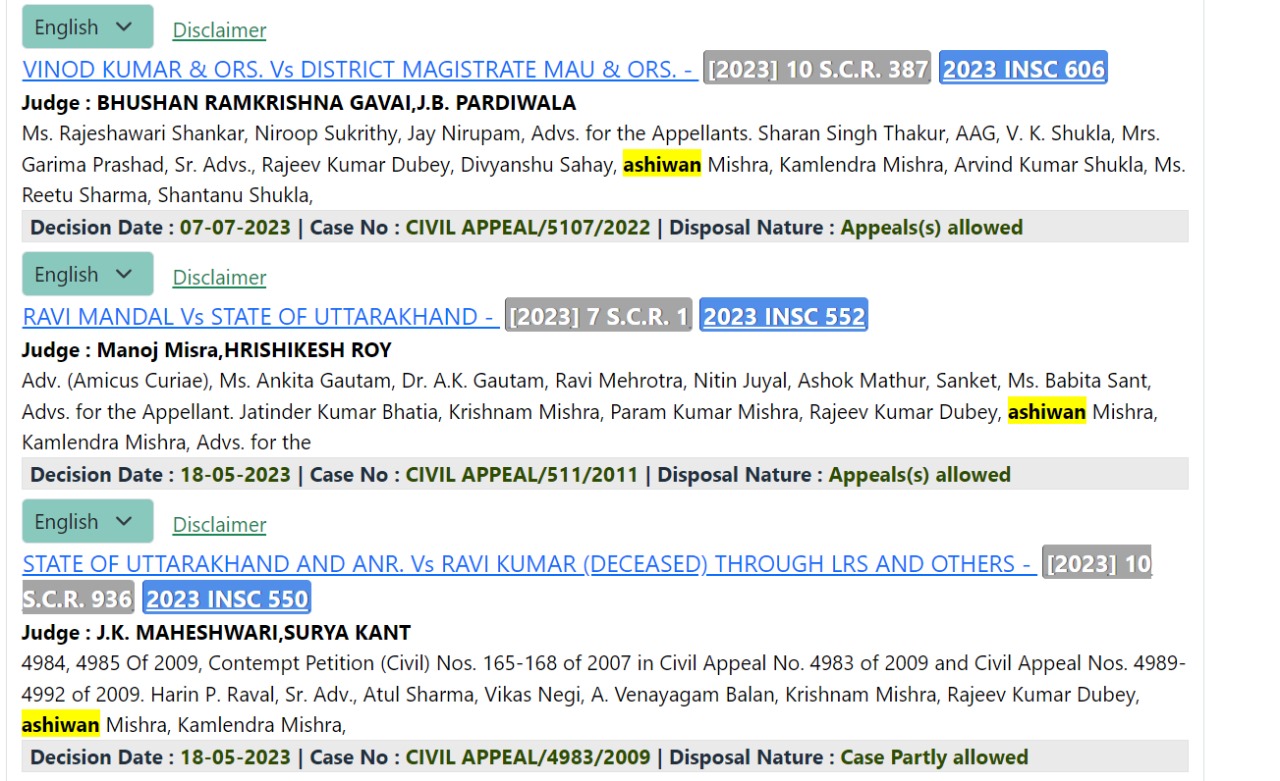 English Disclaimer
VINOD KUMAR & ORS. Vs DISTRICT MAGISTRATE MAU & ORS. - [2023] 10 S.C.R. 387 2023 INSC 606
Judge : BHUSHAN RAMKRISHNA GAVAI,J.B. PARDIWALA
Ms. Rajeshawari Shankar, Niroop Sukrithy, Jay Nirupam, Advs. for the Appellants. Sharan Singh Thakur, AAG, V. K. Shukla, Mrs.
Garima Prashad, Sr. Advs., Rajeev Kumar Dubey, Divyanshu Sahay, ashiwan Mishra, Kamlendra Mishra, Arvind Kumar Shukla, Ms.
Reetu Sharma, Shantanu Shukla,
Decision Date : 07-07-2023 | Case No : CIVIL APPEAL/5107/2022 | Disposal Nature : Appeals(s) allowed
English Disclaimer
RAVI MANDAL Vs STATE OF UTTARAKHAND - [2023] 7 S.C.R. 1 2023 INSC 552
Judge : Manoj Misra,HRISHIKESH ROY
Adv. (Amicus Curiae), Ms. Ankita Gautam, Dr. A.K. Gautam, Ravi Mehrotra, Nitin Juyal, Ashok Mathur, Sanket, Ms. Babita Sant,
Advs. for the Appellant. Jatinder Kumar Bhatia, Krishnam Mishra, Param Kumar Mishra, Rajeev Kumar Dubey, ashiwan Mishra,
Kamlendra Mishra, Advs. for the
Decision Date : 18-05-2023 | Case No : CIVIL APPEAL/511/2011 | Disposal Nature : Appeals(s) allowed
English Disclaimer
STATE OF UTTARAKHAND AND ANR. Vs RAVI KUMAR (DECEASED) THROUGH LRS AND OTHERS - [2023] 10
S.C.R. 936 2023 INSC 550
Judge : J.K. MAHESHWARI,SURYA KANT
4984, 4985 Of 2009, Contempt Petition (Civil) Nos. 165-168 of 2007 in Civil Appeal No. 4983 of 2009 and Civil Appeal Nos. 4989-
4992 of 2009. Harin P. Raval, Sr. Adv., Atul Sharma, Vikas Negi, A. Venayagam Balan, Krishnam Mishra, Rajeev Kumar Dubey,
ashiwan Mishra, Kamlendra Mishra,
Decision Date : 18-05-2023 | Case No : CIVIL APPEAL/4983/2009 | Disposal Nature : Case Partly allowed